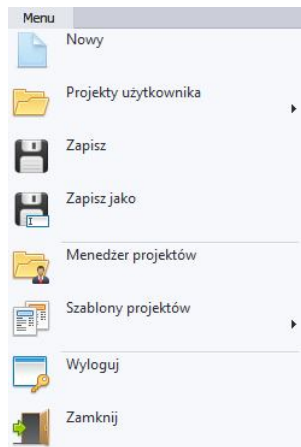 Menu
Nowy
Projekty użytkownika
Zapisz
Zapisz jako
Menedżer projektów
Szablony projektów
Wyloguj
Zamknij